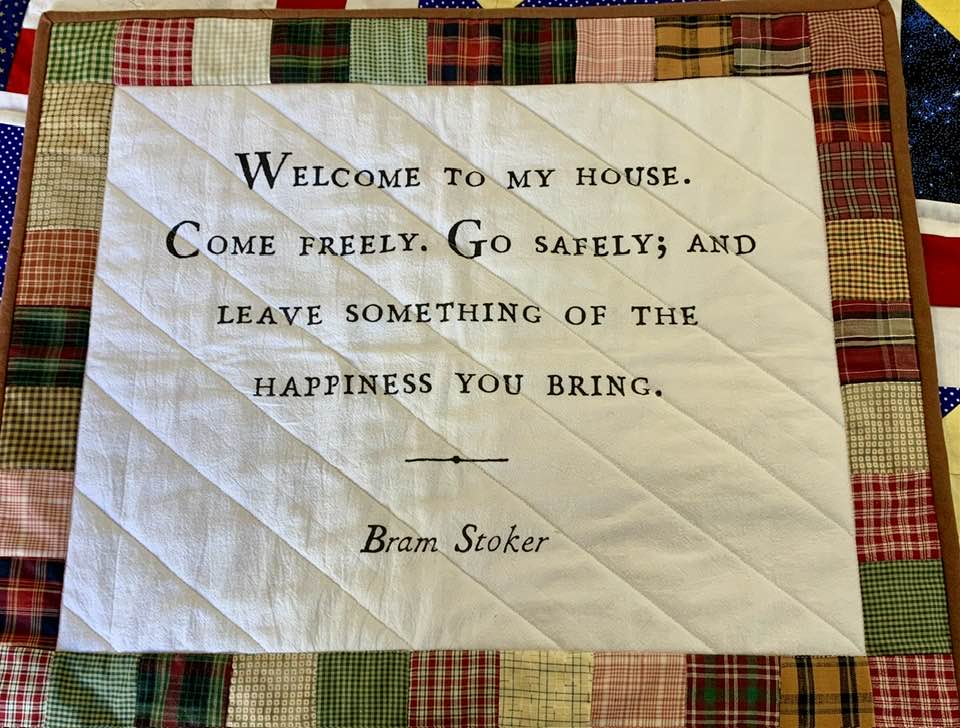 Welcome to my house.
Come freely. Go safely; and
leave something of the
happiness you bring.
Bram Stoker